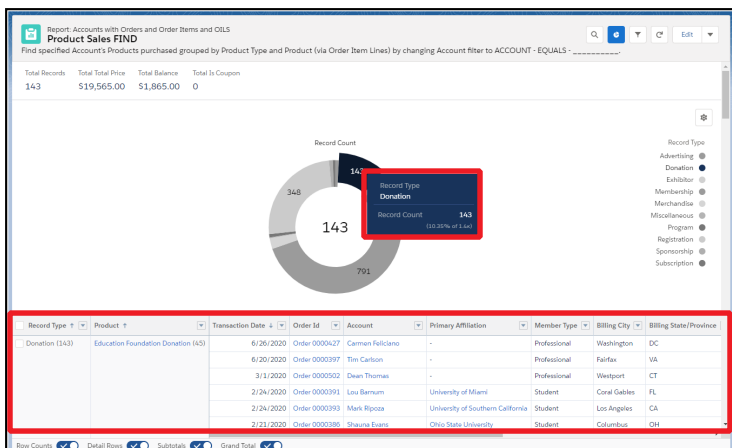 Report: Accounts with Orders and Order Items and OILS
Product Sales FIND
Edit
Find specified Account's Products purchased grouped by Product Type and Product (via Order Item Lines) by changing Account filter to ACCOUNT - EQUALS - __________.
Total Records Total Total Price Total Balance Total Is Coupon
143 $19,565.00 $1,865.00 0
Record Count
143
348
143
791
Record Type
Donation
Record Count 143
(10.35% of 1.4k)
Record Type
Advertising
Donation
Exhibitor
Membership
Merchandise
Miscellaneous
Program
Registration
Sponsorship
Subscription
Record Type ↑ Product ↑ Transaction Date ↓ Order Id Account Primary Affiliation Member Type Billing City Billing State/Province
Donation (143) Education Foundation Donation (45) 6/26/2020 Order 0000427 Carmen Feliciano - Professional Washington DC
6/20/2020 Order 0000397 Tim Carlson - Professional Fairfax VA
3/1/2020 Order 0000502 Dean Thomas - Professional Westport CT
2/24/2020 Order 0000391 Lou Barnum University of Miami Student Coral Gables FL
2/24/2020 Order 0000393 Mark Ripoza University of Southern California Student Los Angeles CA
2/21/2020 Order 0000386 Shauna Evans Ohio State University Student Columbus OH
Row Counts Detail Rows Subtotals Grand Total